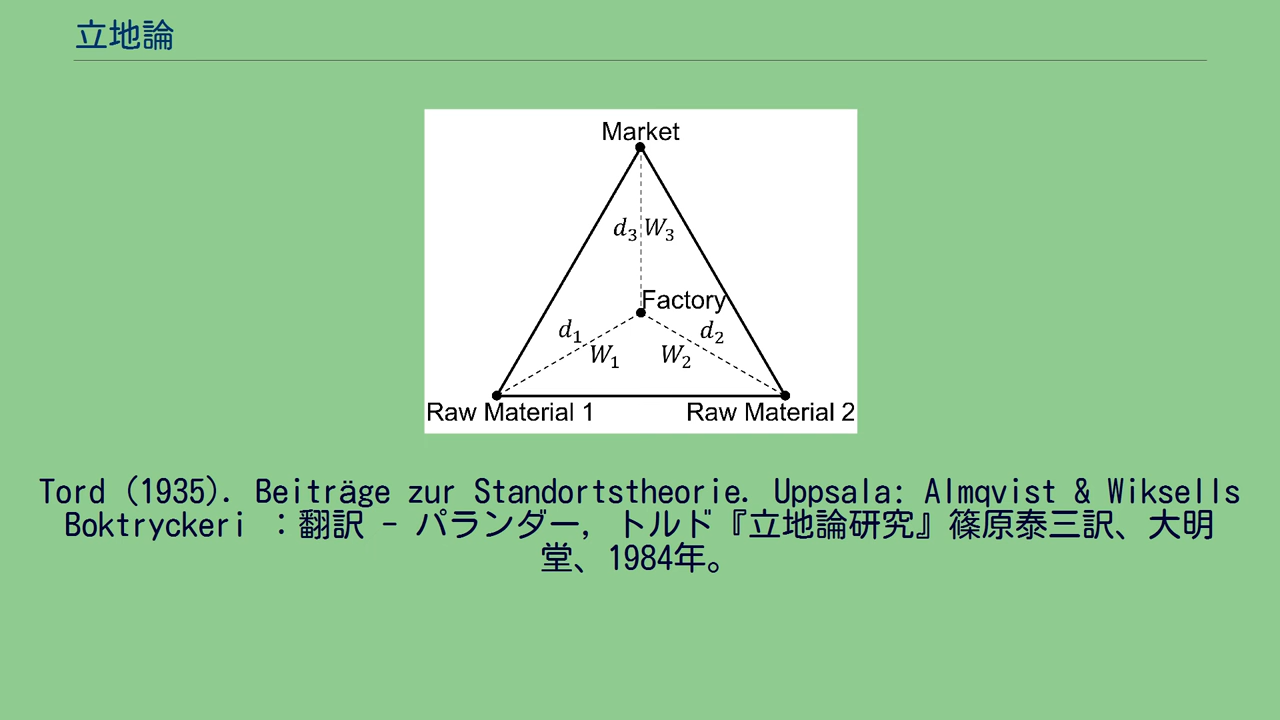 立地論
Market
d3 W3
Factory
d1 d2
W1 W2
Raw Material 1 Raw Material 2
Tord (1935). Beiträge zur Standortstheorie. Uppsala: Almqvist & Wiksells
Boktryckeri ：翻訳 - パランダー, トルド『立地論研究』篠原泰三訳、大明
堂、1984年。